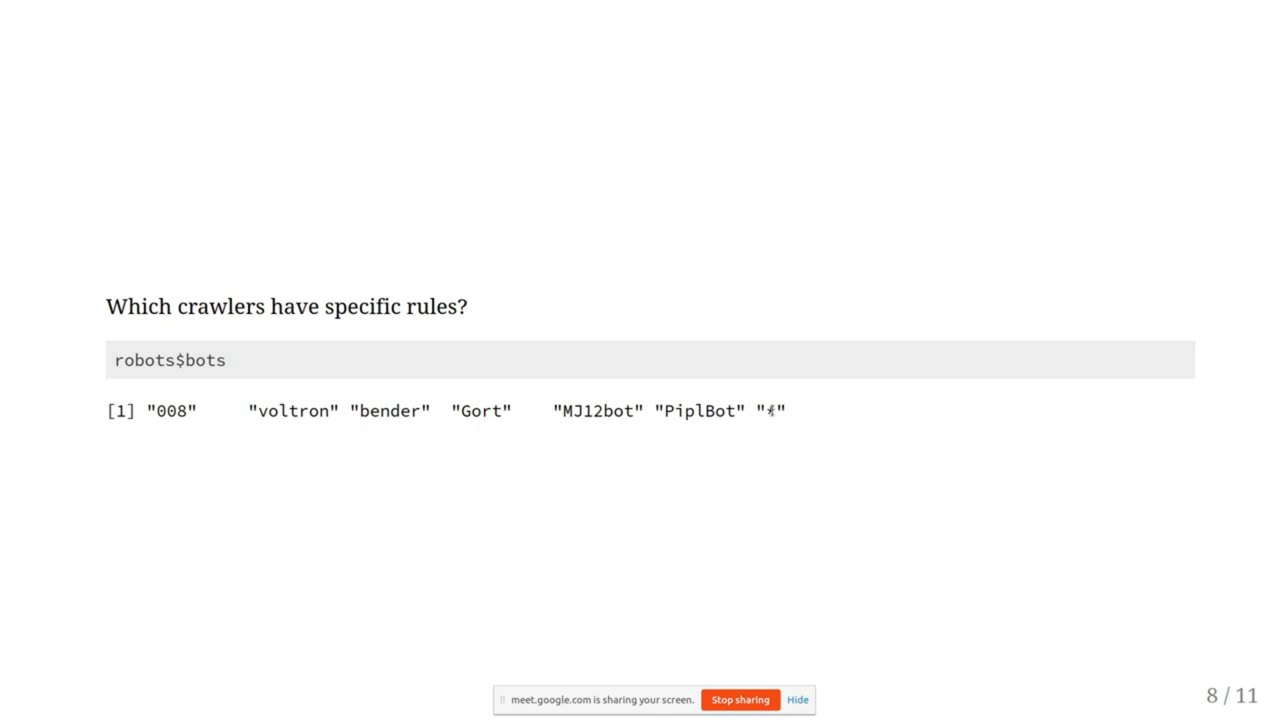 Which crawlers have specific rules?
robots$bots
[1] "008" "voltron" "bender" "Gort" "MJ12bot" "PiplBot" "*"
meet.google.com is sharing your screen. Stop sharing Hide
8 / 11